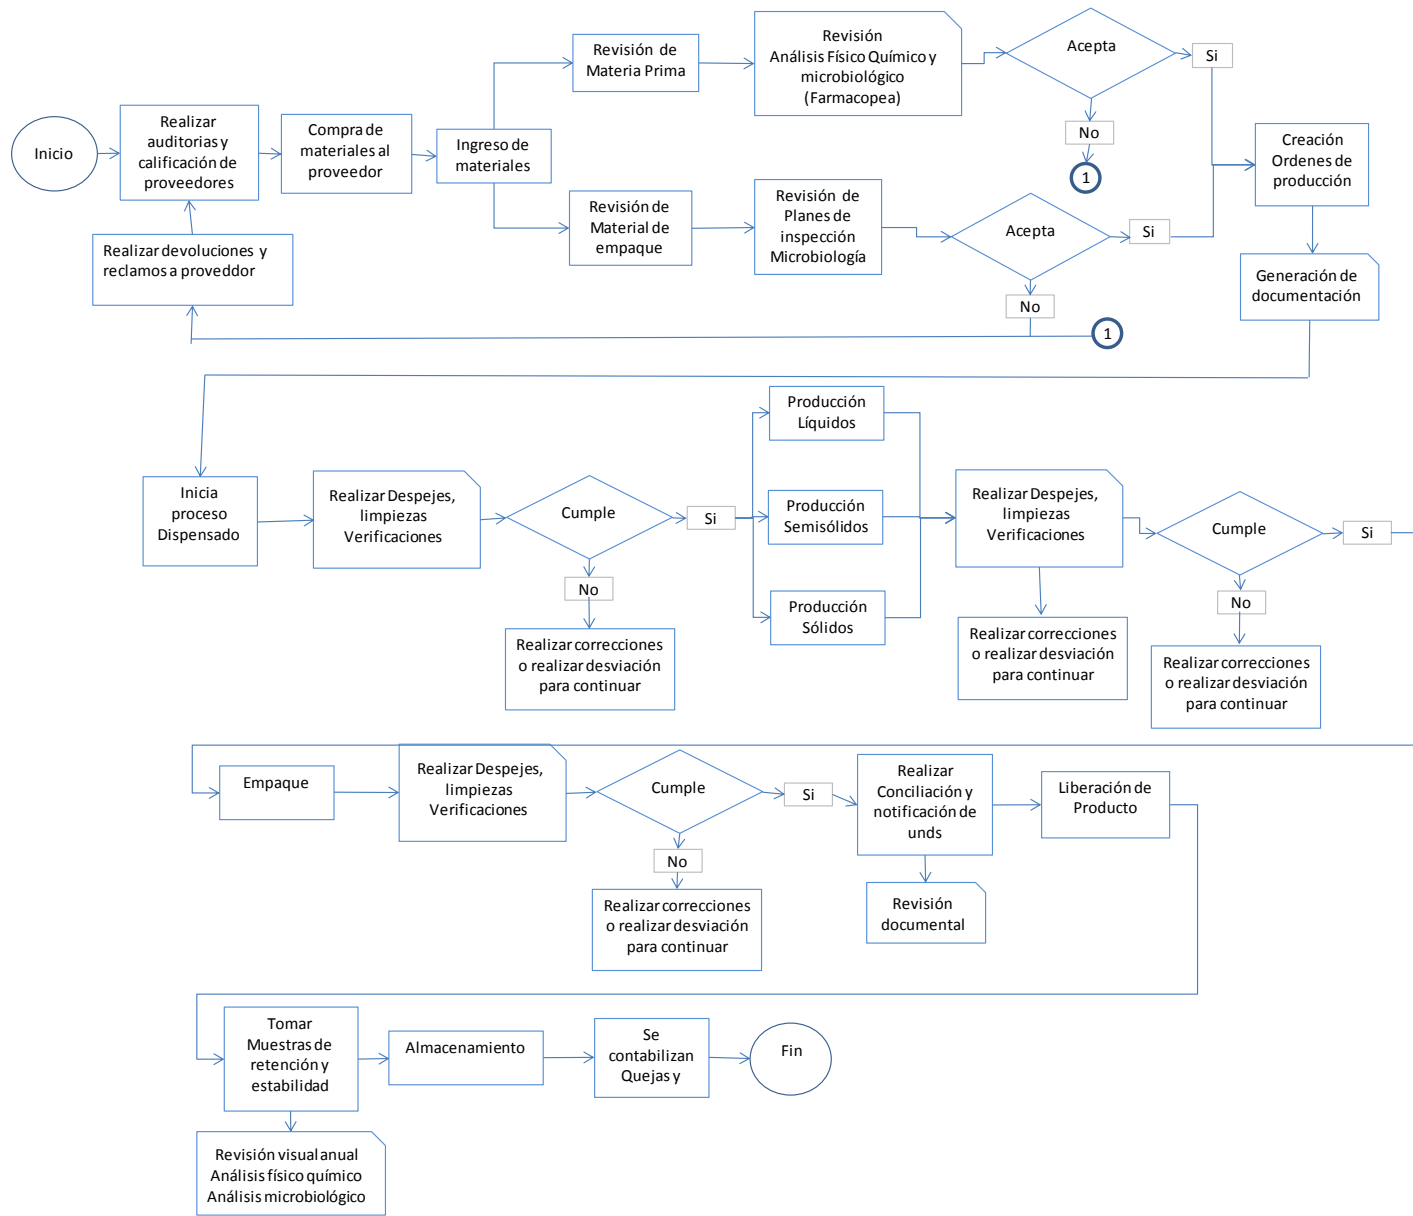 Inicio
Realizar
auditorias y
calificación de
proveedores
Compra de
materiales al
proveedor
Ingreso de
materiales
Revisión de
Materia Prima
Revisión
Análisis Físico Químico y
microbiológico
(Farmacopea)
Acepta
Si
No
1
Creación
Ordenes de
producción
Revisión de
Material de
empaque
Revisión de
Planes de
inspección
Microbiología
Acepta
Si
No
1
Realizar devoluciones y
reclamos a proveddor
Generación de
documentación
Inicia
proceso
Dispensado
Realizar Despejes,
limpiezas
Verificaciones
Cumple
Si
No
Realizar correcciones
o realizar desviación
para continuar
Producción
Líquidos
Producción
Semisólidos
Producción
Sólidos
Realizar Despejes,
limpiezas
Verificaciones
Realizar correcciones
o realizar desviación
para continuar
Cumple
Si
No
Realizar correcciones
o realizar desviación
para continuar
Empaque
Realizar Despejes,
limpiezas
Verificaciones
Cumple
Si
No
Realizar correcciones
o realizar desviación
para continuar
Realizar
Conciliación y
notificación de
unds
Revisión
documental
Liberación de
Producto
Tomar
Muestras de
retención y
estabilidad
Revisión visual anual
Análisis físico químico
Análisis microbiológico
Almacenamiento
Se
contabilizan
Quejas y
Fin